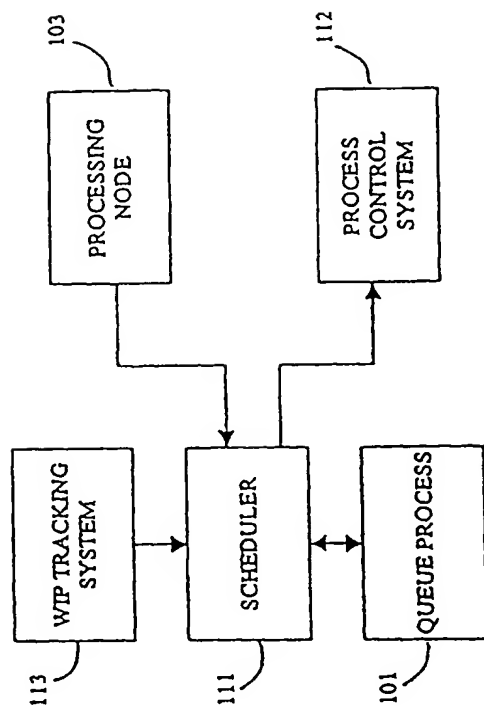 WIP TRACKING
SYSTEM
113
SCHEDULER
111
QUEUE PROCESS
101
PROCESSING
NODE
103
PROCESS
CONTROL
SYSTEM
112